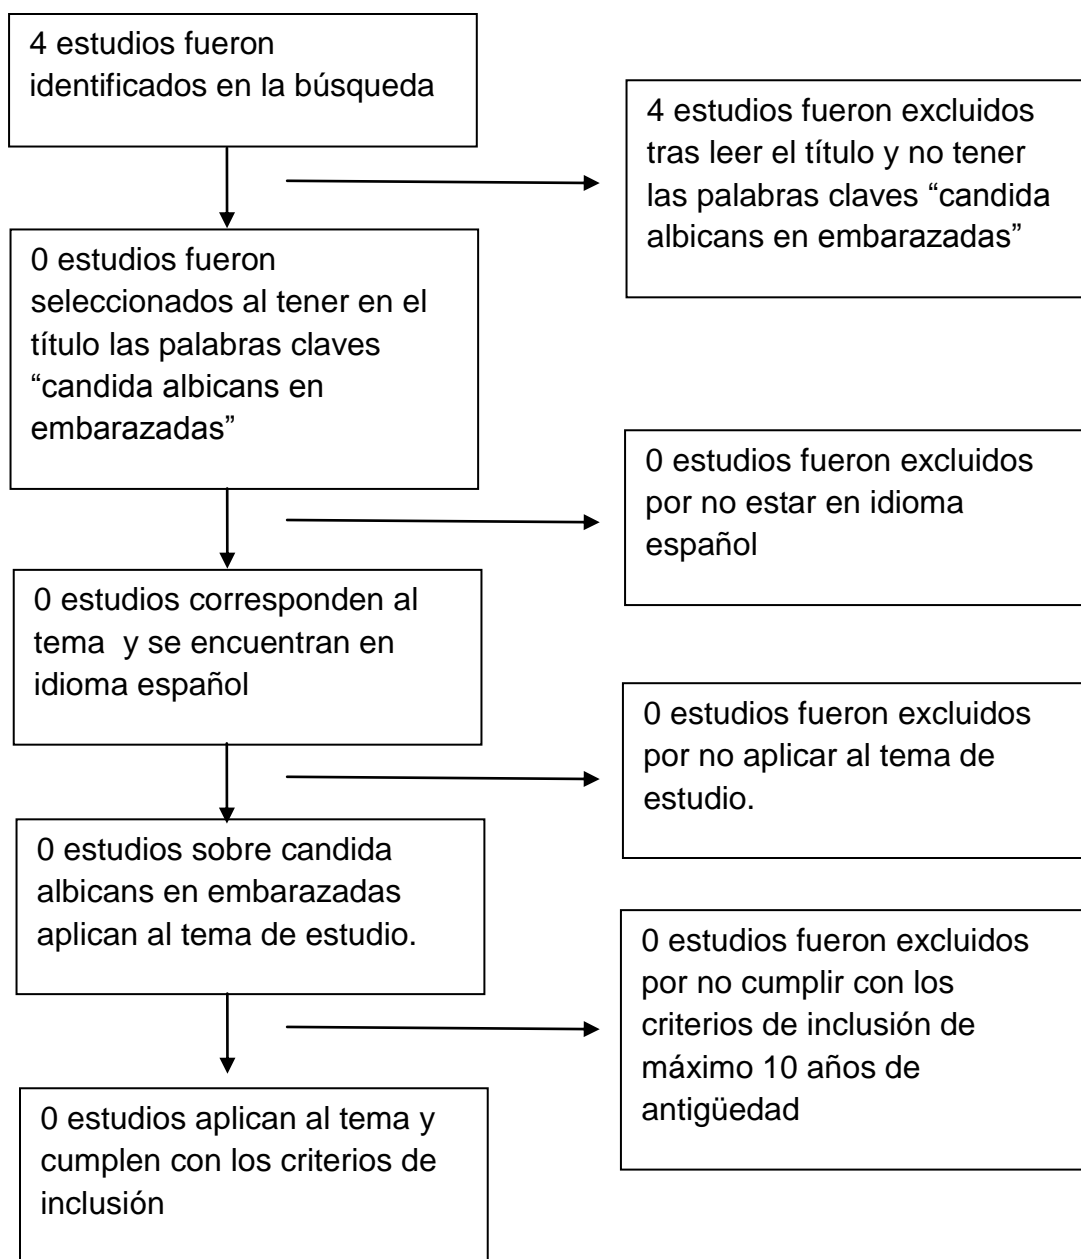 4 estudios fueron
identificados en la búsqueda
4 estudios fueron excluidos
tras leer el título y no tener
las palabras claves “candida
albicans en embarazadas”
0 estudios fueron
seleccionados al tener en el
título las palabras claves
“candida albicans en
embarazadas”
0 estudios fueron excluidos
por no estar en idioma
español
0 estudios corresponden al
tema y se encuentran en
idioma español
0 estudios fueron excluidos
por no aplicar al tema de
estudio.
0 estudios sobre candida
albicans en embarazadas
aplican al tema de estudio.
0 estudios fueron excluidos
por no cumplir con los
criterios de inclusión de
máximo 10 años de
antigüedad
0 estudios aplican al tema y
cumplen con los criterios de
inclusión